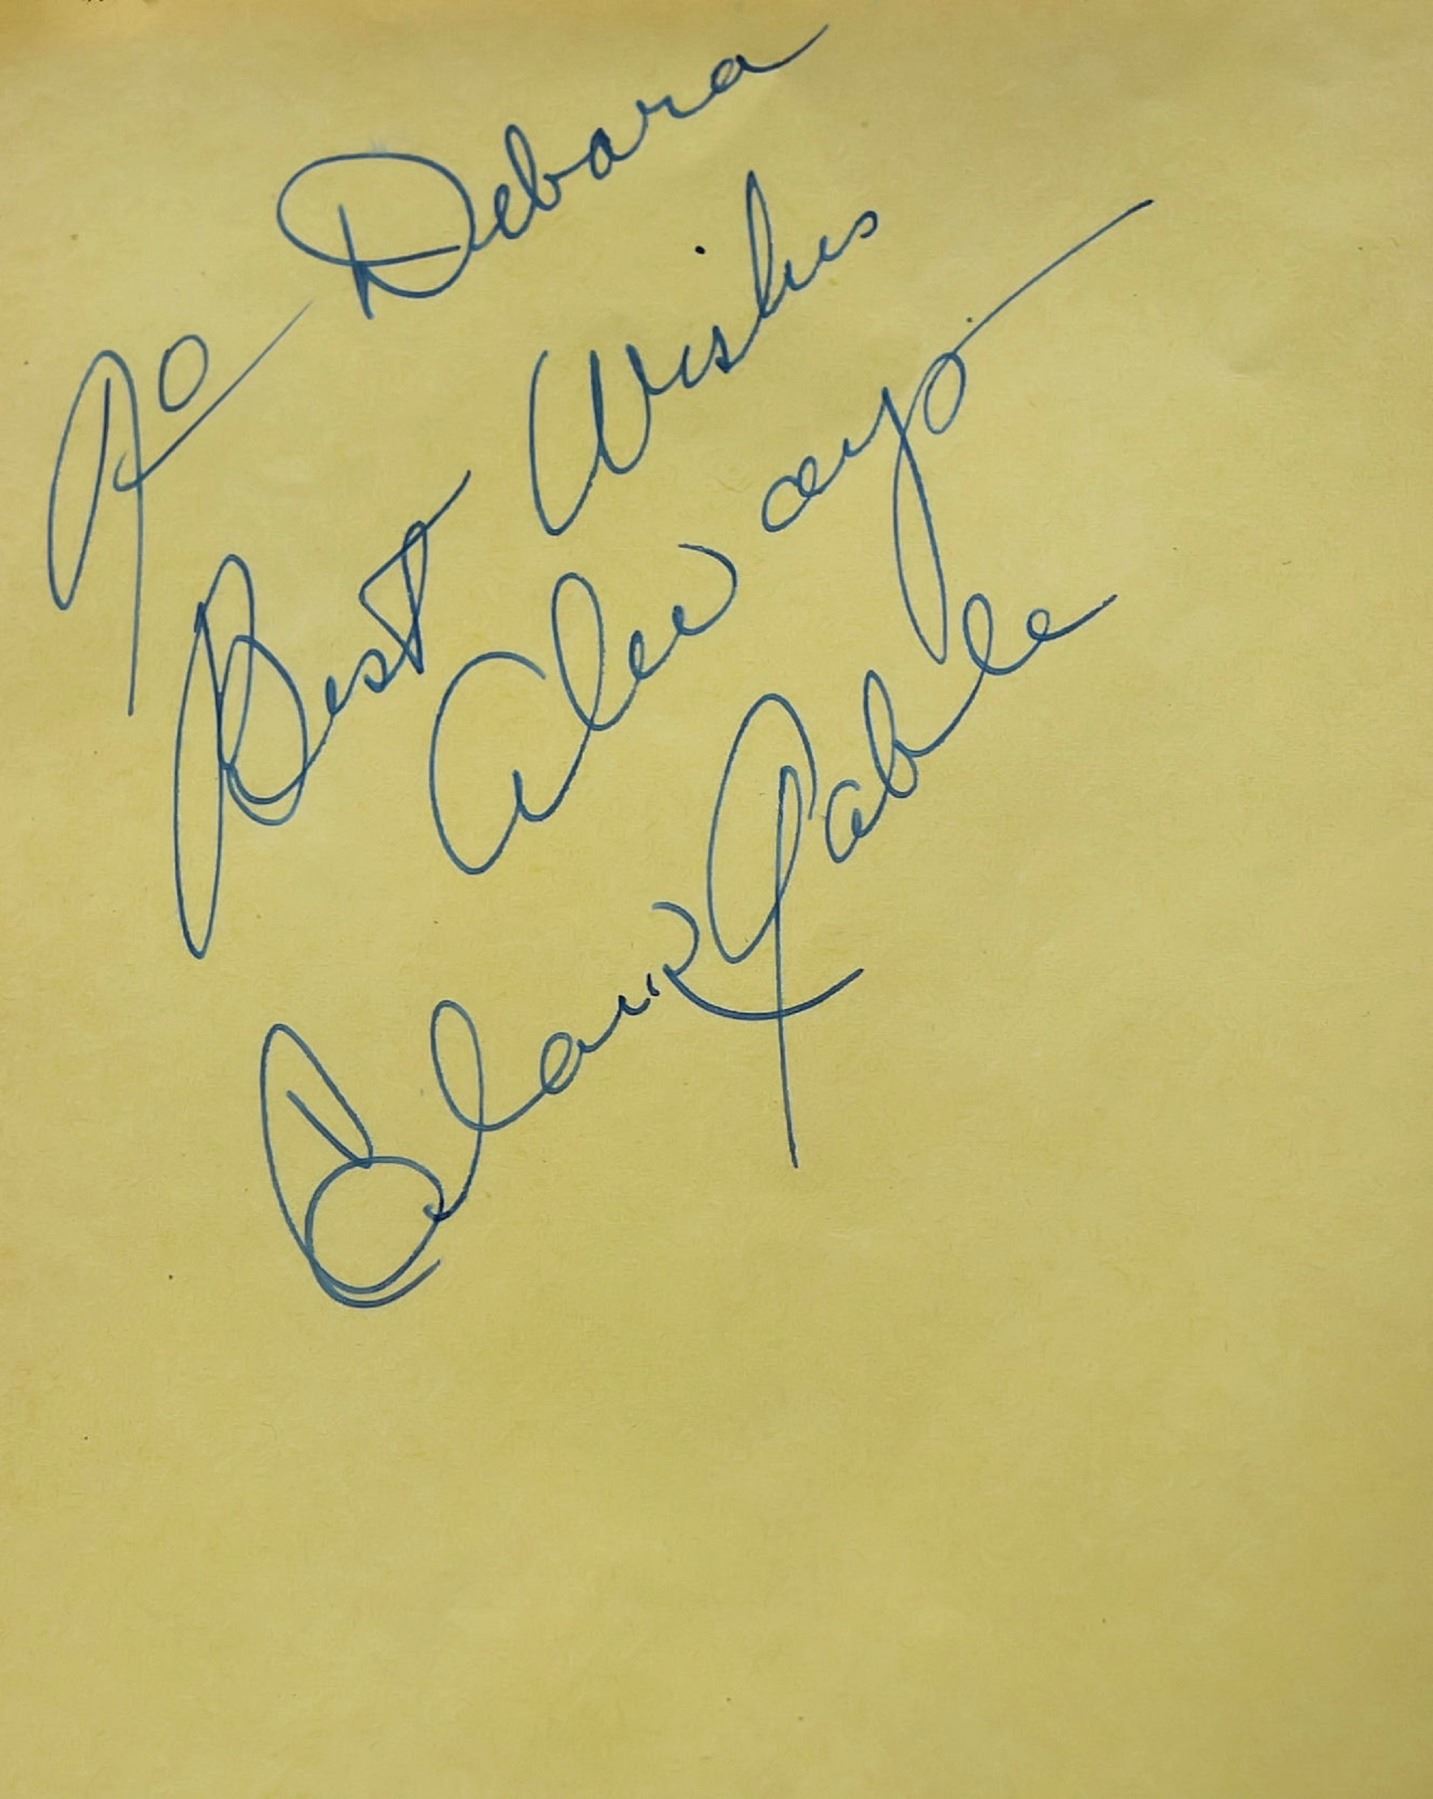 To Debara
Best Wishes
Always
Clark Gable